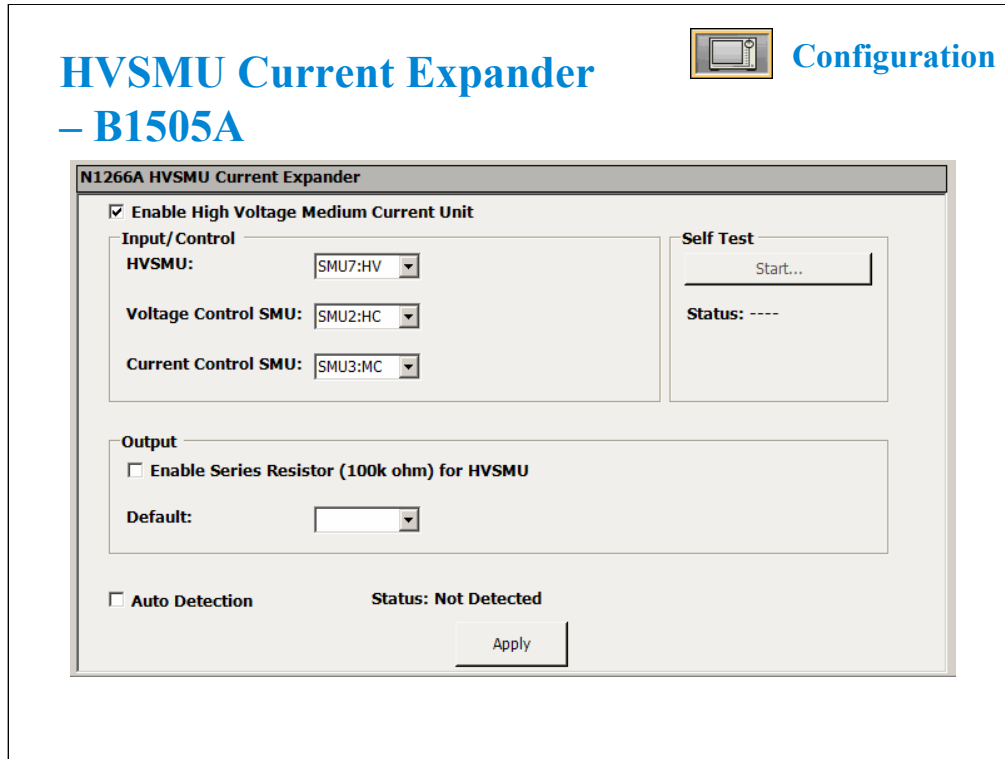 HVSMU Current Expander
– B1505A
Configuration
N1266A HVSMU Current Expander
Enable High Voltage Medium Current Unit
Input/Control
HVSMU: SMU7:HV
Voltage Control SMU: SMU2:HC
Current Control SMU: SMU3:MC
Self Test
Start...
Status: ----
Output
Enable Series Resistor (100k ohm) for HVSMU
Default:
Auto Detection Status: Not Detected
Apply